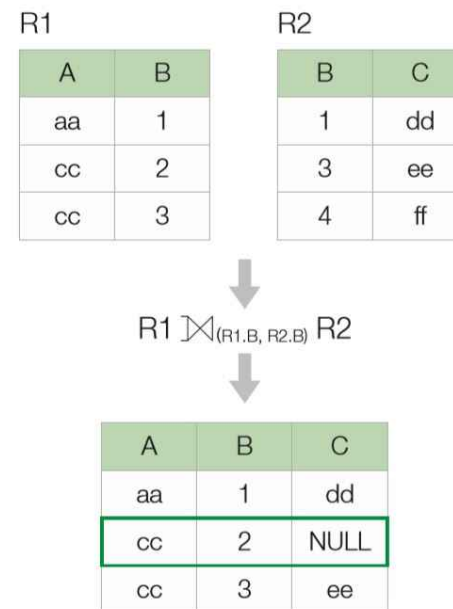 R1 R2
A B B C
aa 1 1 dd
cc 2 3 ee
cc 3 4 ff
R1 ⟕(R1.B, R2.B) R2
A B C
aa 1 dd
cc 2 NULL
cc 3 ee